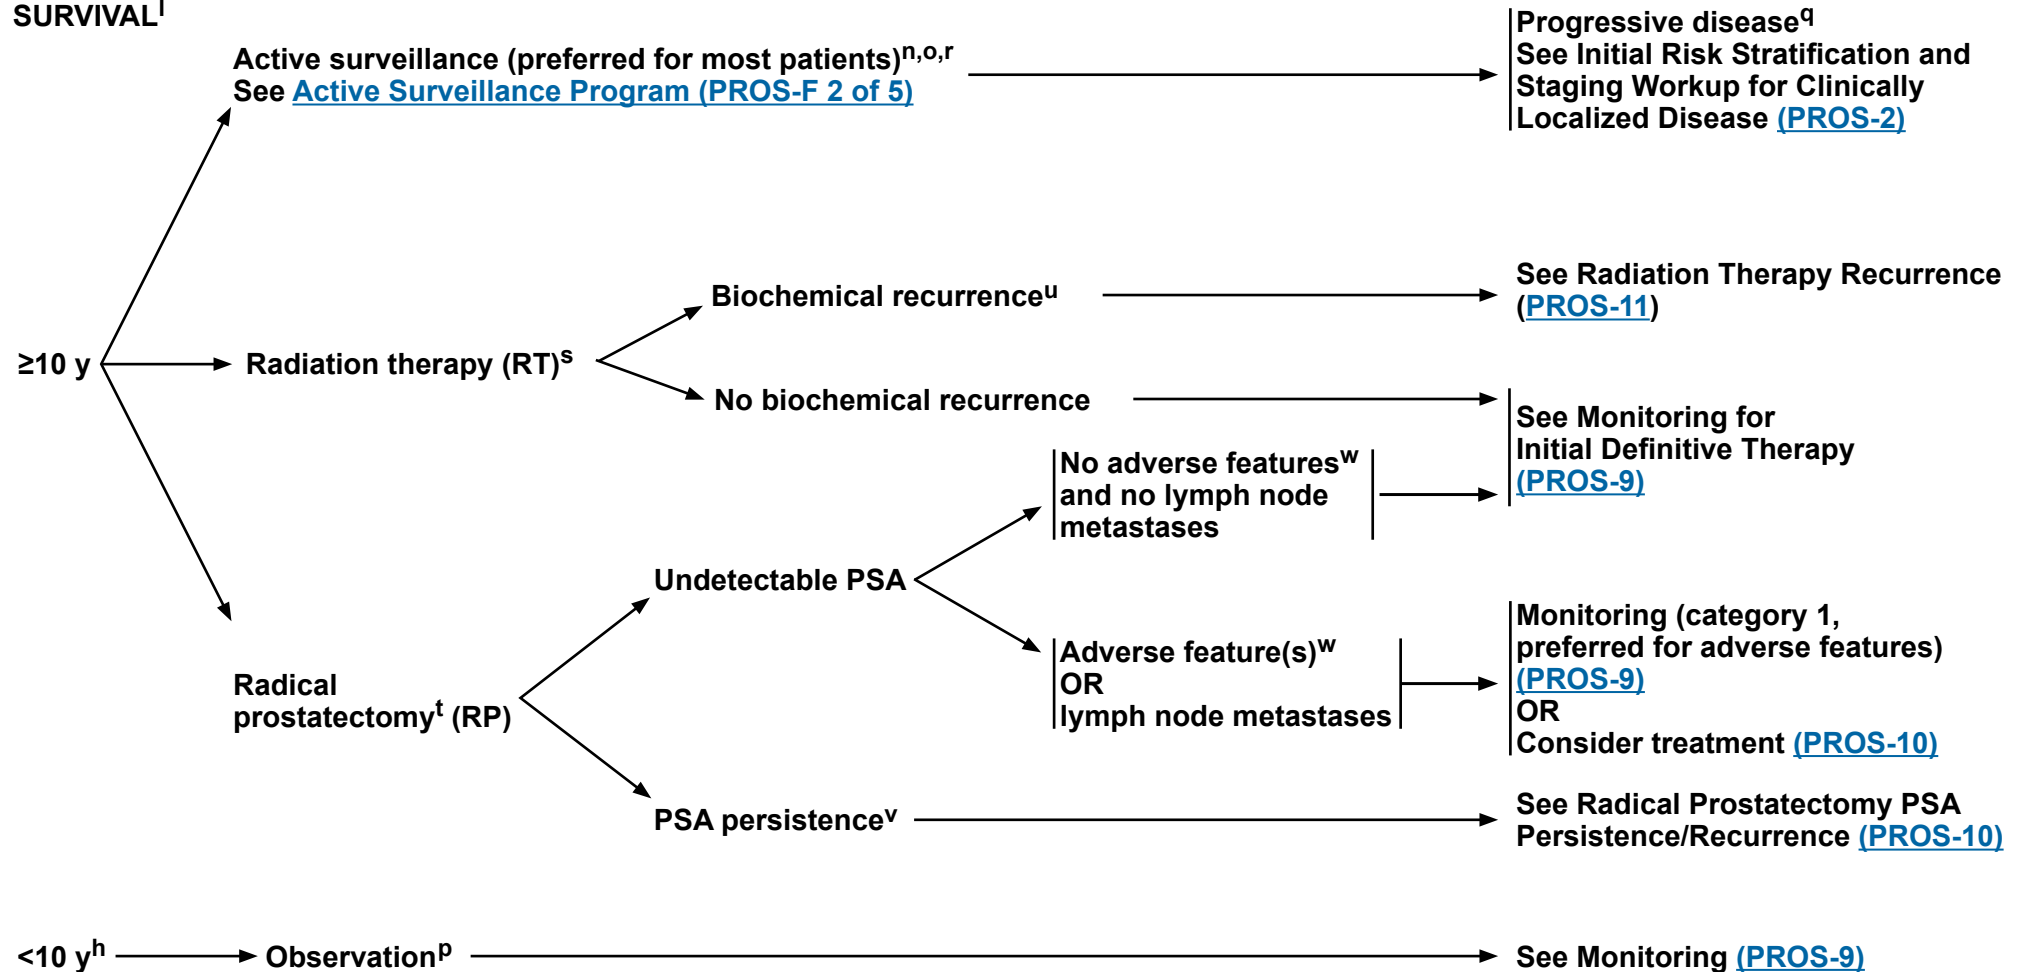 SURVIVALl
Active surveillance (preferred for most patients)n,o,r
See Active Surveillance Program (PROS-F 2 of 5)
Progressive diseaseq
See Initial Risk Stratification and
Staging Workup for Clinically
Localized Disease (PROS-2)
≥10 y
Radiation therapy (RT)s
Biochemical recurrenceu
See Radiation Therapy Recurrence
(PROS-11)
No biochemical recurrence
See Monitoring for
Initial Definitive Therapy
(PROS-9)
Radical
prostatectomyt (RP)
Undetectable PSA
No adverse featuresw
and no lymph node
metastases
Adverse feature(s)w
OR
lymph node metastases
Monitoring (category 1,
preferred for adverse features)
(PROS-9)
OR
Consider treatment (PROS-10)
PSA persistencev
See Radical Prostatectomy PSA
Persistence/Recurrence (PROS-10)
<10 yh
Observationp
See Monitoring (PROS-9)